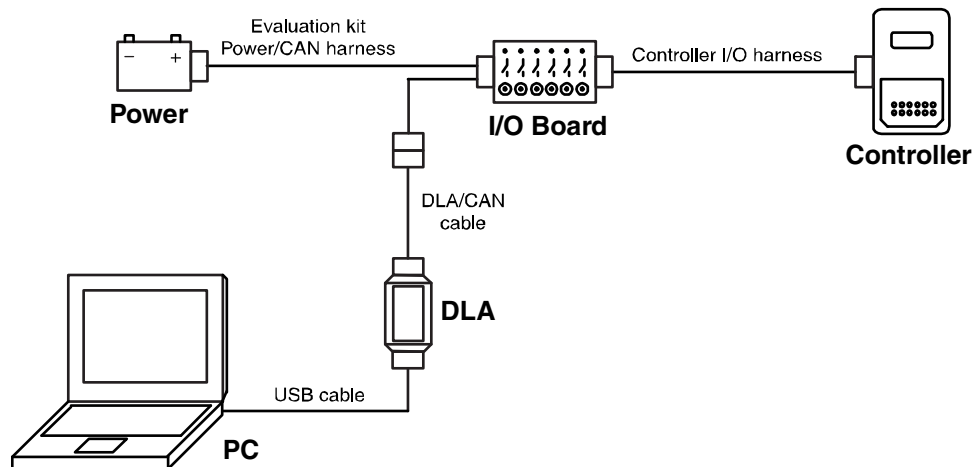 Evaluation kit
Power/CAN harness
− +
Power
I/O Board
Controller I/O harness
Controller
DLA/CAN
cable
DLA
USB cable
PC